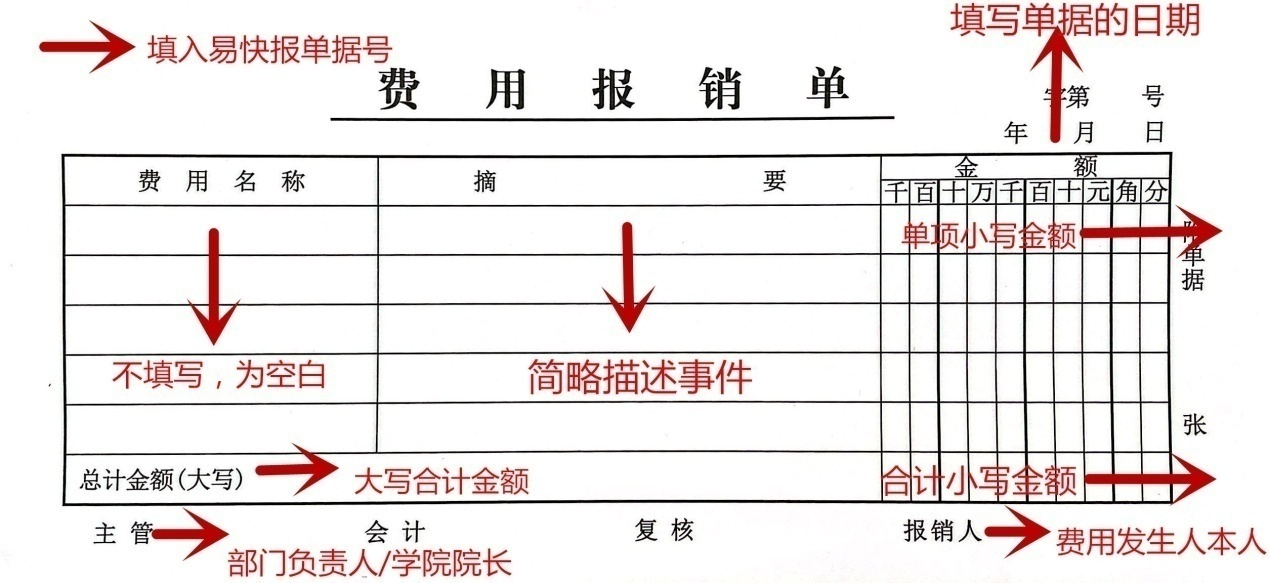 填写单据的日期
填入易快报单据号
费用报销单
字第 号
年 月 日
费用名称 摘要 金额
千百十万千百十元角分
单项小写金额
附单据
不填写，为空白 简略描述事件
张
总计金额(大写) 大写合计金额 合计小写金额
主管 会计 复核 报销人
部门负责人/学院院长 费用发生人本人